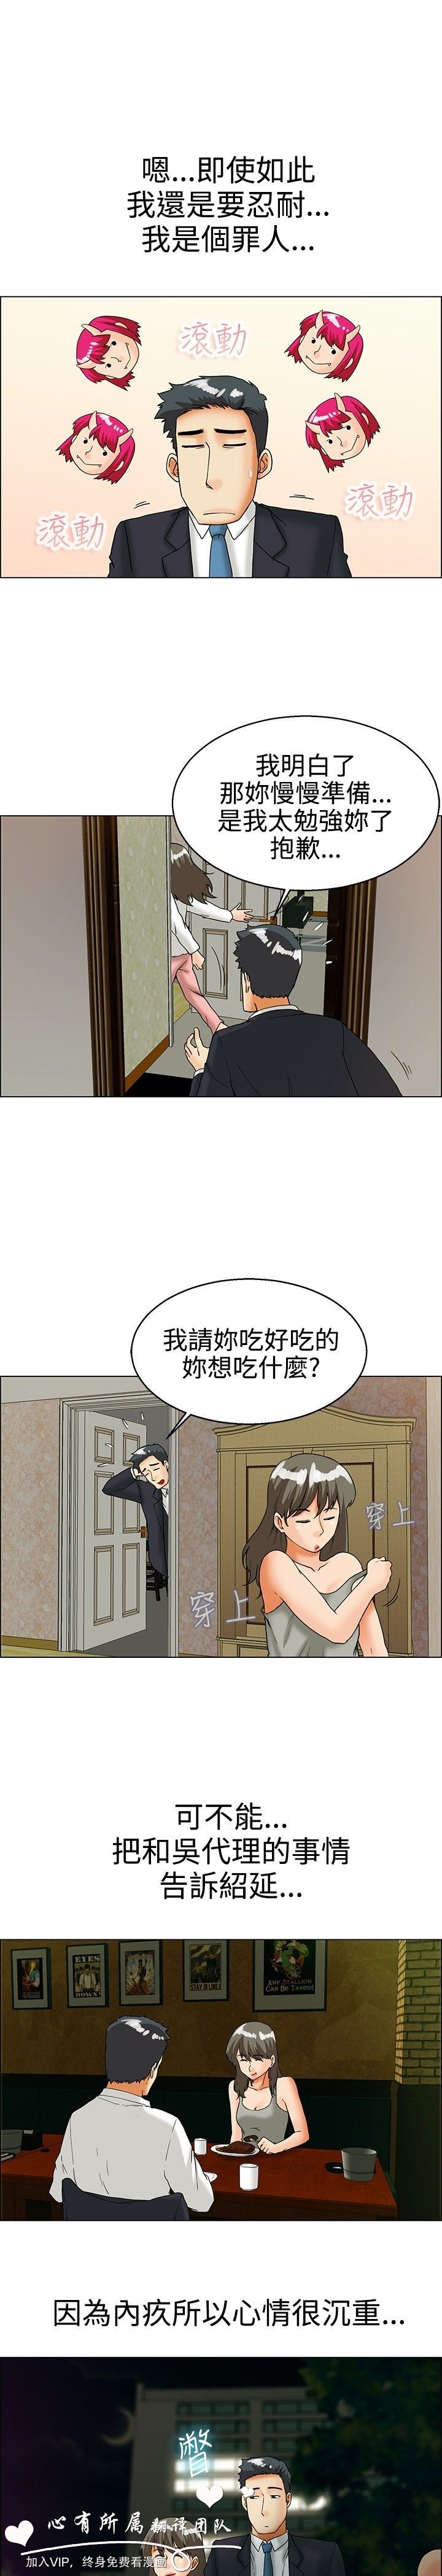 嗯...即使如此
我還是要忍耐...
我是個罪人...
滾動
滾動
滾動
我明白了
那妳慢慢準備...
是我太勉強妳了
抱歉...
我請妳吃好吃的
妳想吃什麼?
穿上
穿上
可不能...
把和吳代理的事情
告訴紹延...
EYES
DOWN!
STAY IN LINE!
ANY STALLION
CAN BE TAMED!
因為內疚所以心情很沉重...
瞥
心有所属翻译团队
加入VIP，终身免费看漫画